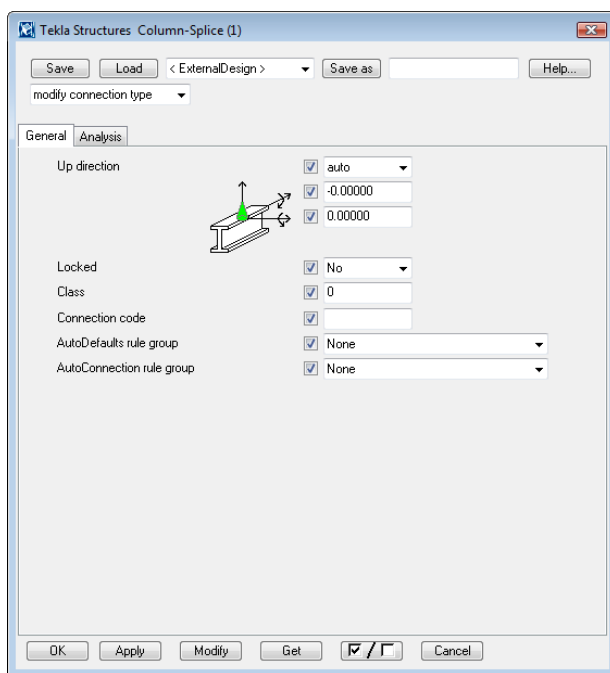 Tekla Structures Column-Splice (1)
Save Load < ExternalDesign > Save as Help...
modify connection type
General Analysis
Up direction auto
-0.00000
0.00000
Locked No
Class 0
Connection code
AutoDefaults rule group None
AutoConnection rule group None
OK Apply Modify Get / Cancel